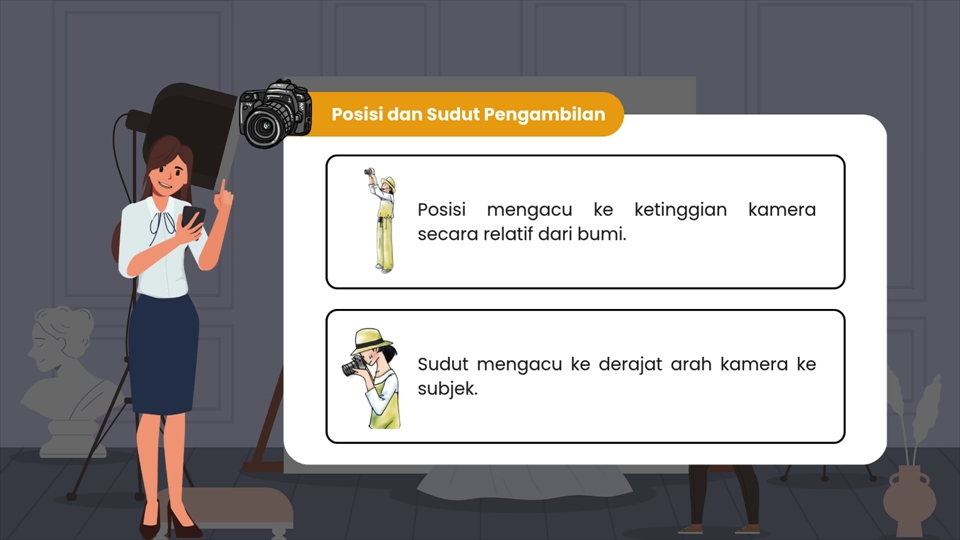 Posisi dan Sudut Pengambilan
Posisi mengacu ke ketinggian kamera
secara relatif dari bumi.
Sudut mengacu ke derajat arah kamera ke
subjek.